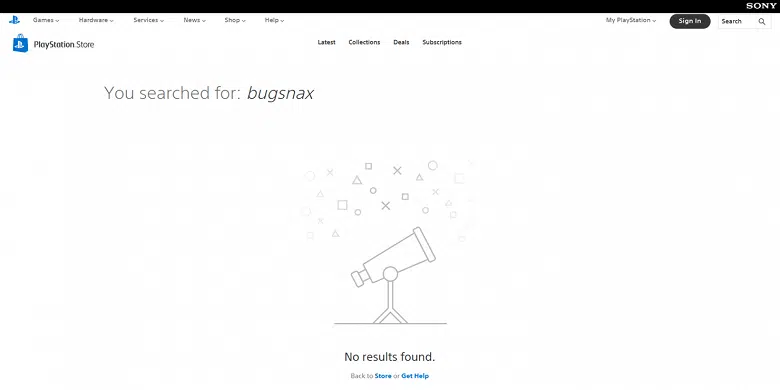 SONY
Games Hardware Services News Shop Help My PlayStation Sign In Search
PlayStation Store Latest Collections Deals Subscriptions
You searched for: bugsnax
No results found.
Back to Store or Get Help